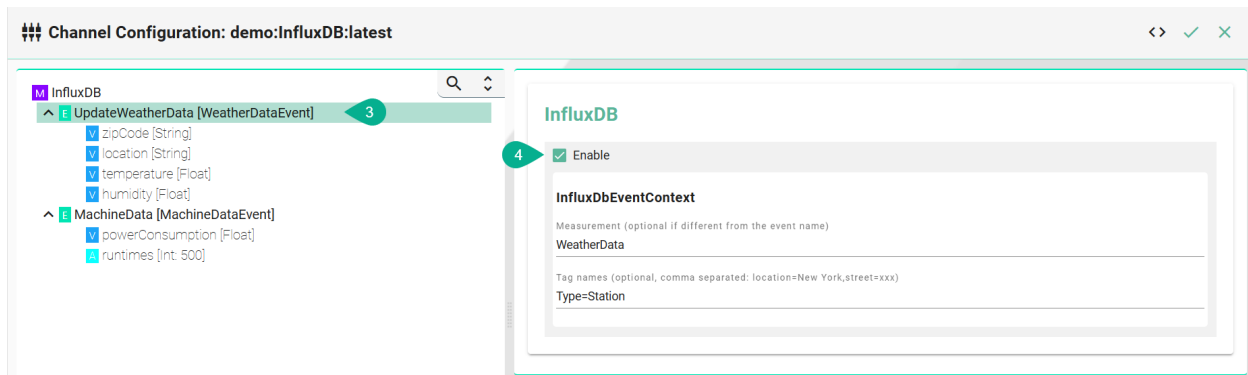 Channel Configuration: demo:InfluxDB:latest
M InfluxDB
E UpdateWeatherData [WeatherDataEvent]
3
V zipCode [String]
V location [String]
V temperature [Float]
V humidity [Float]
E MachineData [MachineDataEvent]
V powerConsumption [Float]
A runtimes [Int: 500]
InfluxDB
4
Enable
InfluxDbEventContext
Measurement (optional if different from the event name)
WeatherData
Tag names (optional, comma separated: location=New York,street=xxx)
Type=Station